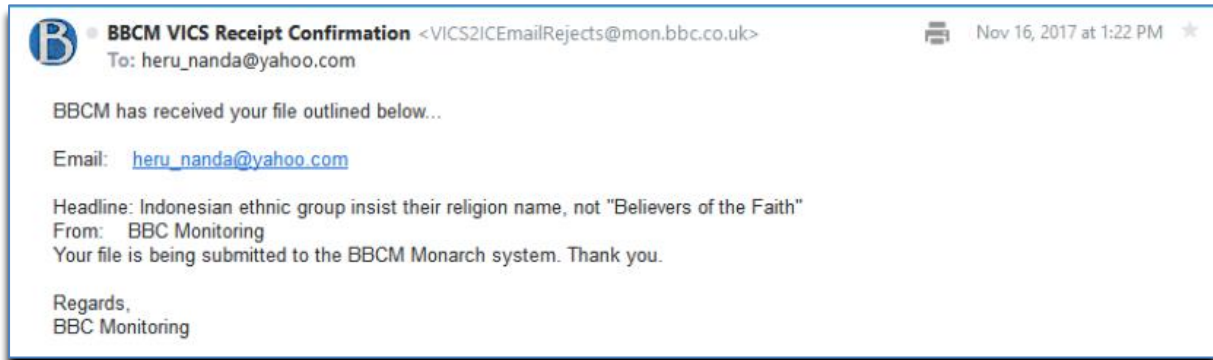 B
BBCM VICS Receipt Confirmation <VICS2ICEmailRejects@mon.bbc.co.uk> Nov 16, 2017 at 1:22 PM
To: heru_nanda@yahoo.com
BBCM has received your file outlined below...
Email: heru_nanda@yahoo.com
Headline: Indonesian ethnic group insist their religion name, not "Believers of the Faith"
From: BBC Monitoring
Your file is being submitted to the BBCM Monarch system. Thank you.
Regards,
BBC Monitoring